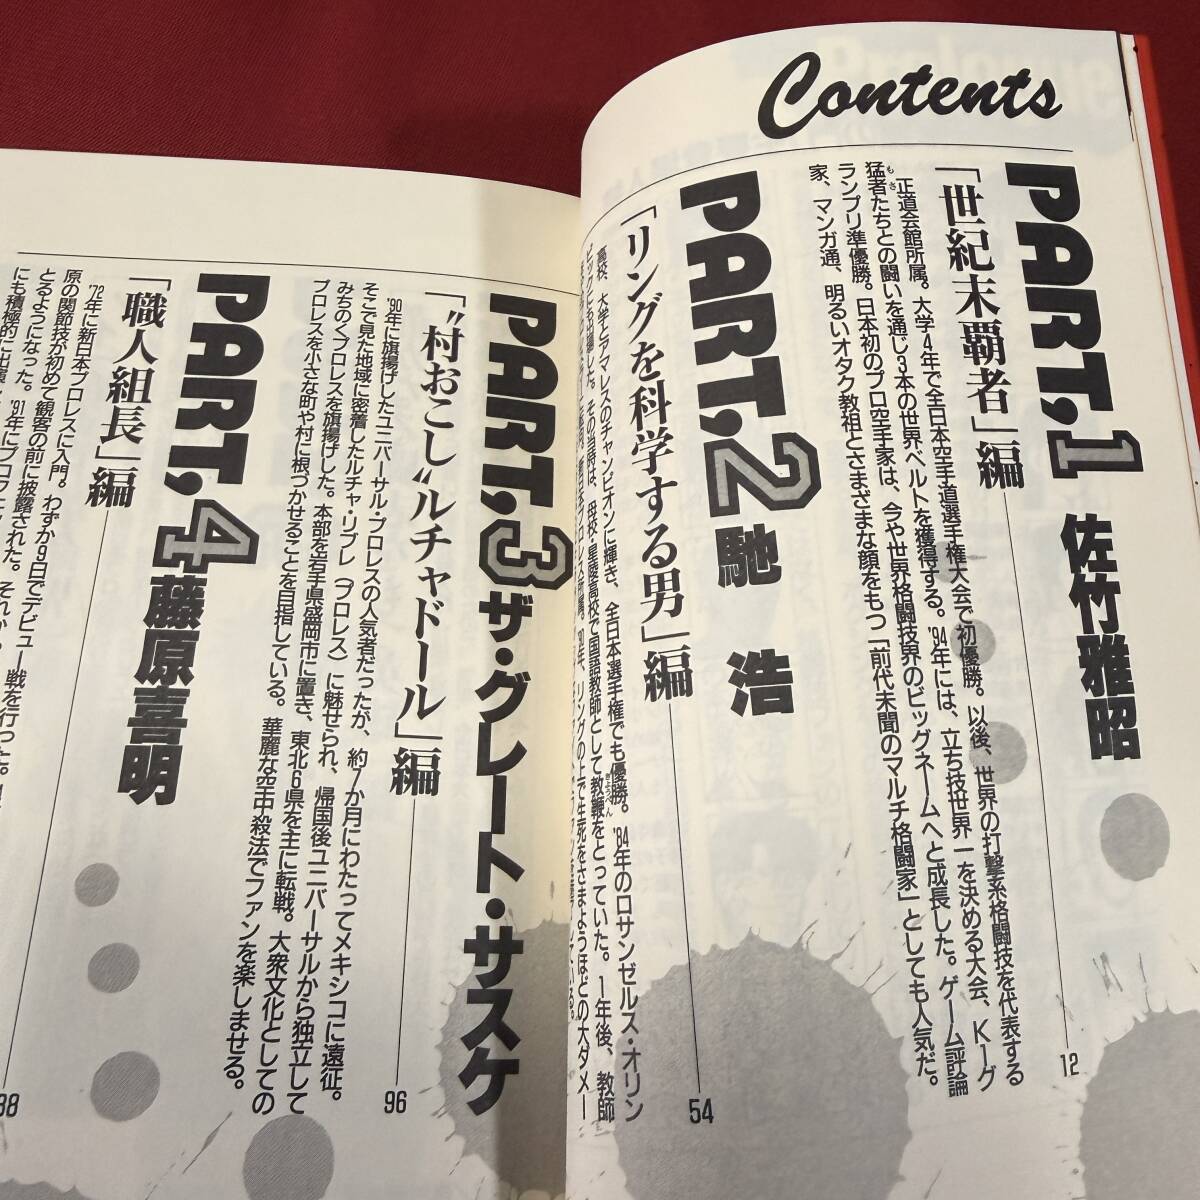 Contents
PART,1 佐竹雅昭
「世紀末覇者」編 12
正道会館所属。大学4年で全日本空手道選手権大会で初優勝。以後、世界の打撃系格闘技を代表する
猛者たちとの闘いを通じ3本の世界ベルトを獲得する。'94年には、立ち技世界一を決める大会、K―グ
ランプリ準優勝。日本初のプロ空手家は、今や世界格闘技界のビッグネームへと成長した。ゲーム評論
家、マンガ通、明るいオタク教祖とさまざまな顔をもつ「前代未聞のマルチ格闘家」としても人気だ。
PART,2 馳 浩
「リングを科学する男」編 54
高校、大学とアマレスのチャンピオンに輝き、全日本選手権でも優勝。'84年のロサンゼルス・オリン
ピックにも出場した。その当時は、母校・星陵高校で国語教師として教鞭をとっていた。1年後、教師
リングの上で生死をさまようほどの大ダメー
PART,3 ザ・グレート・サスケ
「〝村おこし〟ルチャドール」編 96
'90年に旗揚げしたユニバーサル・プロレスの人気者だったが、約7か月にわたってメキシコに遠征。
そこで見た地域に密着したルチャ・リブレ（プロレス）に魅せられ、帰国後ユニバーサルから独立して
みちのくプロレスを旗揚げした。本部を岩手県盛岡市に置き、東北6県を主に転戦。大衆文化としての
プロレスを小さな町や村に根づかせることを目指している。華麗な空中殺法でファンを楽しませる。
PART,4 藤原喜明
「職人組長」編
'72年に新日本プロレスに入門。わずか9日でデビュー戦を行った。
原の関節技が初めて観客の前に披露された。それか
とるようになった。'91年にプロフ
にも積極的に出演